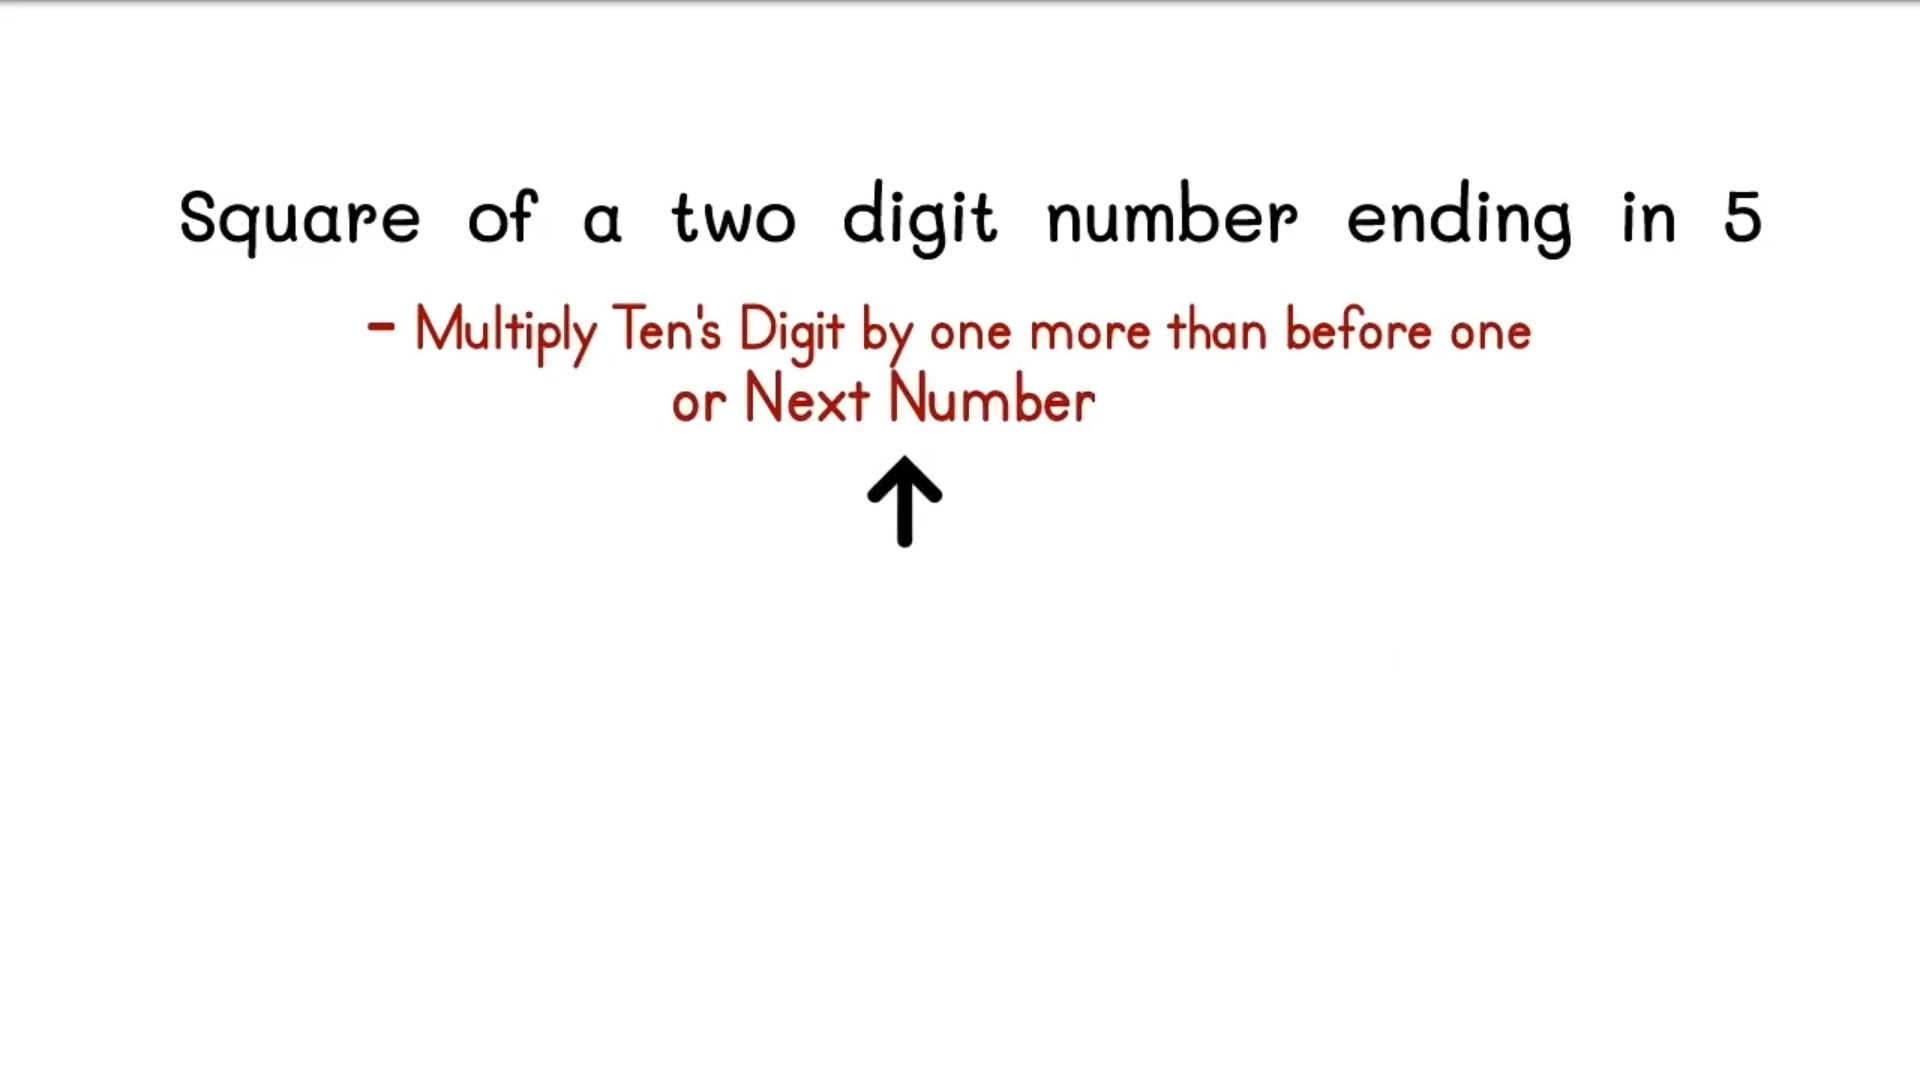 Square of a two digit number ending in 5
- Multiply Ten's Digit by one more than before one
or Next Number